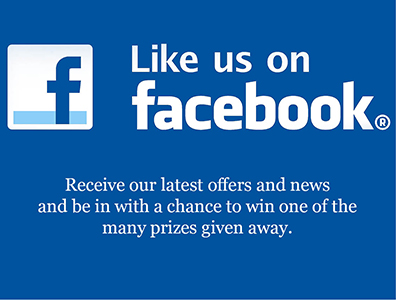 f
Like us on
facebook®
Receive our latest offers and news
and be in with a chance to win one of the
many prizes given away.